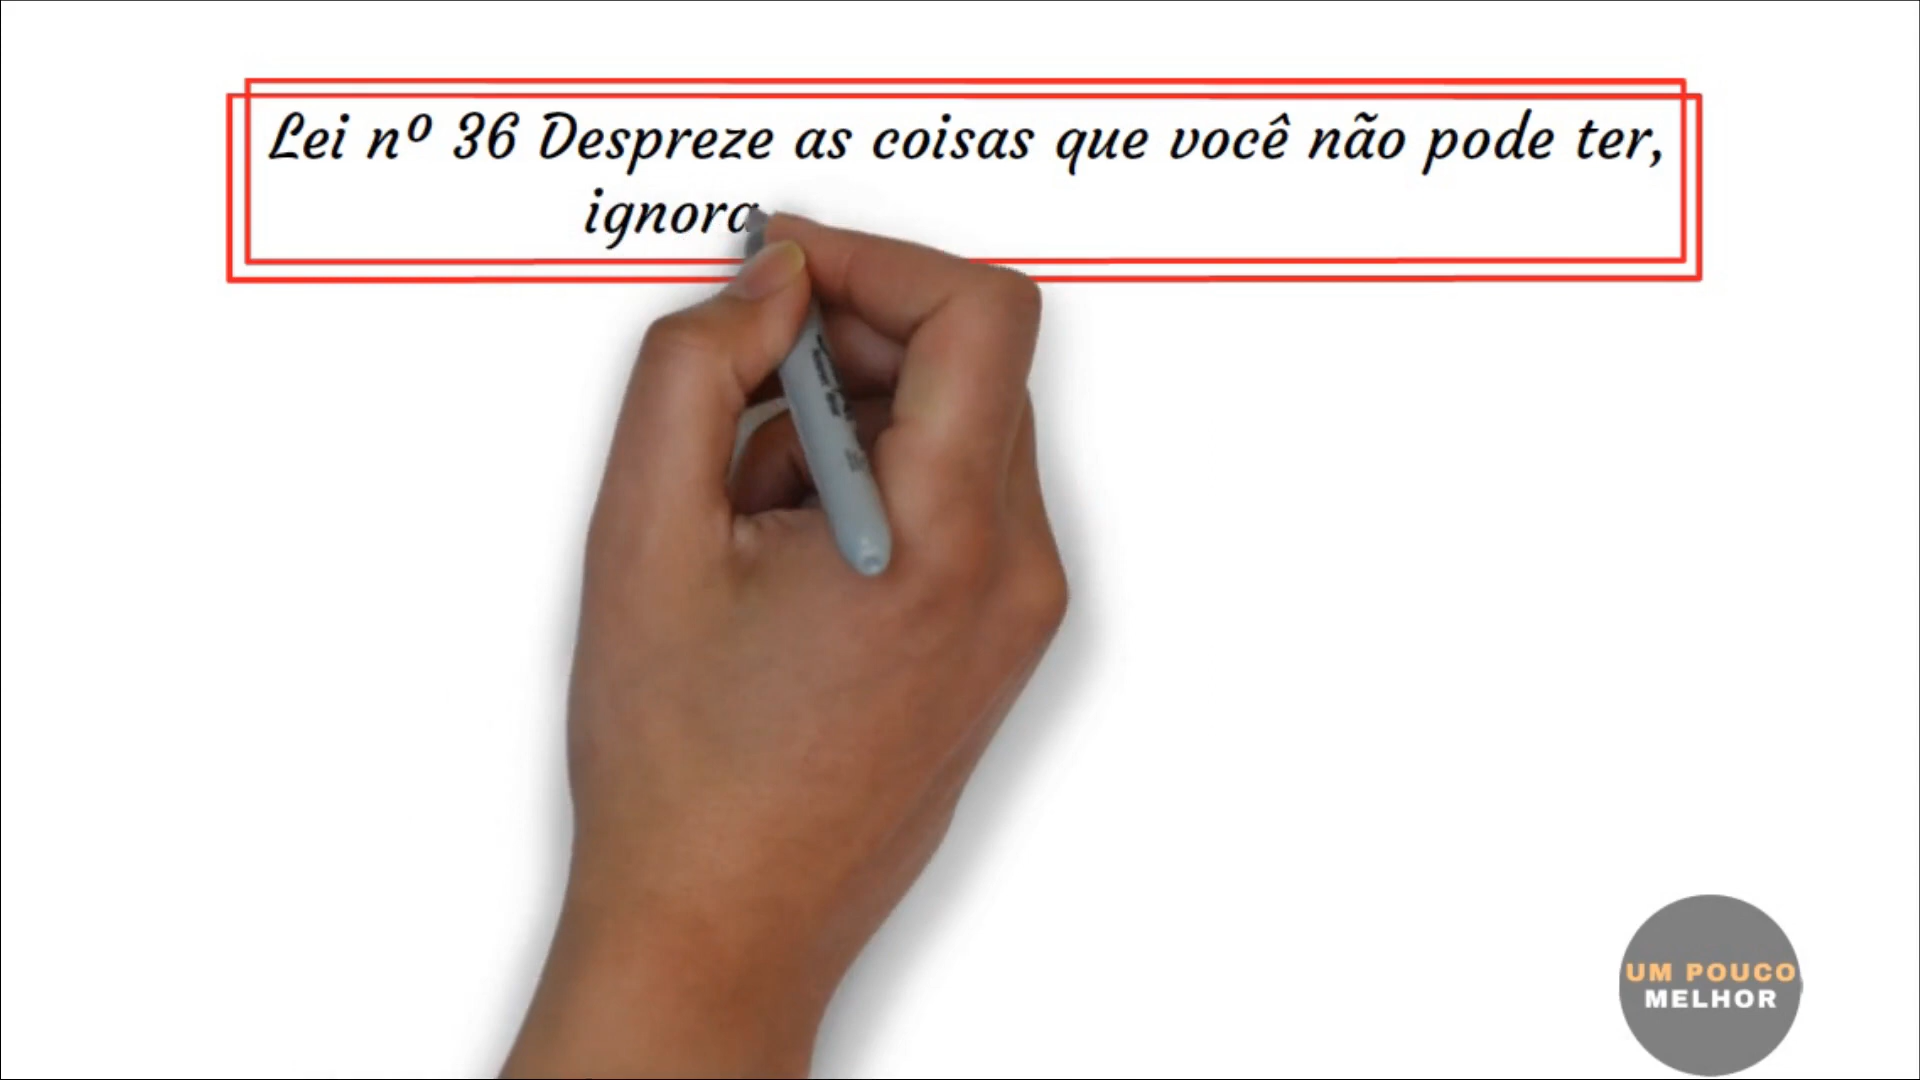 Lei nº 36 Despreze as coisas que você não pode ter,
ignora
UM POUCO
MELHOR